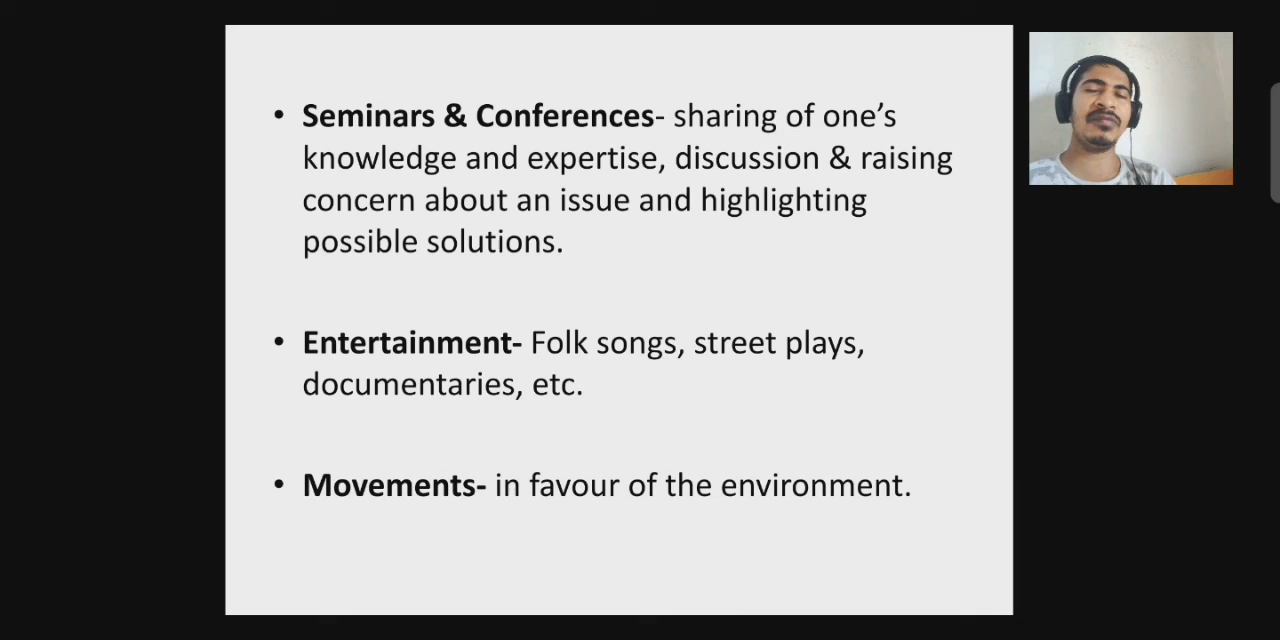 • Seminars & Conferences- sharing of one’s
knowledge and expertise, discussion & raising
concern about an issue and highlighting
possible solutions.
• Entertainment- Folk songs, street plays,
documentaries, etc.
• Movements- in favour of the environment.